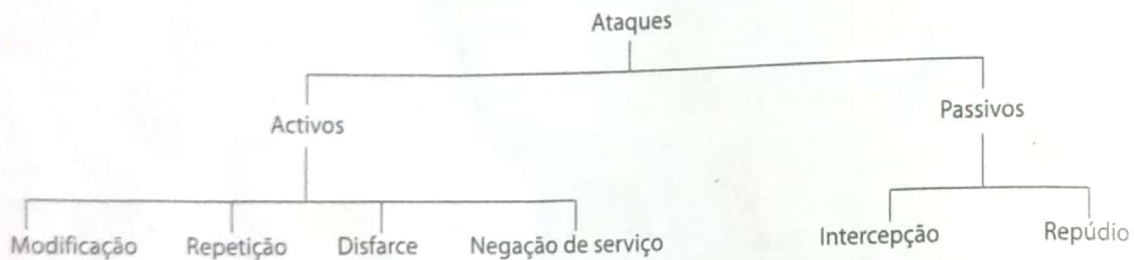 Ataques
Activos
Passivos
Modificação
Repetição
Disfarce
Negação de serviço
Intercepção
Repúdio